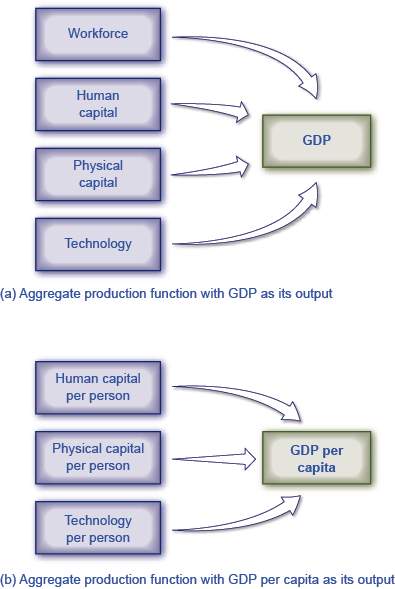 Workforce
Human
capital
GDP
Physical
capital
Technology
(a) Aggregate production function with GDP as its output
Human capital
per person
Physical capital
per person
GDP per
capita
Technology
per person
(b) Aggregate production function with GDP per capita as its output